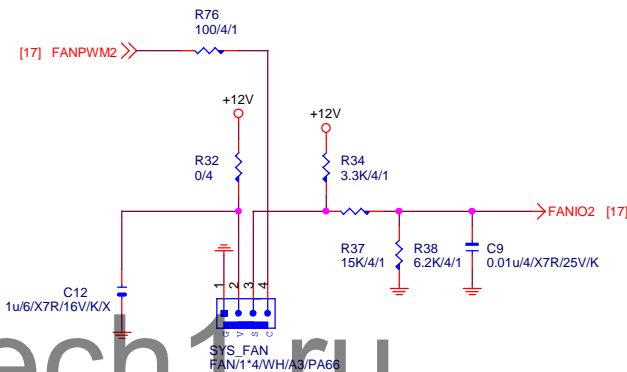 R76
100/4/1
[17] FANPWM2
+12V
+12V
R32
0/4
R34
3.3K/4/1
FANIO2 [17]
R37
15K/4/1
R38
6.2K/4/1
C9
0.01u/4/X7R/25V/K
C12
1u/6/X7R/16V/K/X
1
2
3
4
G
V
S
C
SYS_FAN
FAN/1*4/WH/A3/PA66
ech1.ru